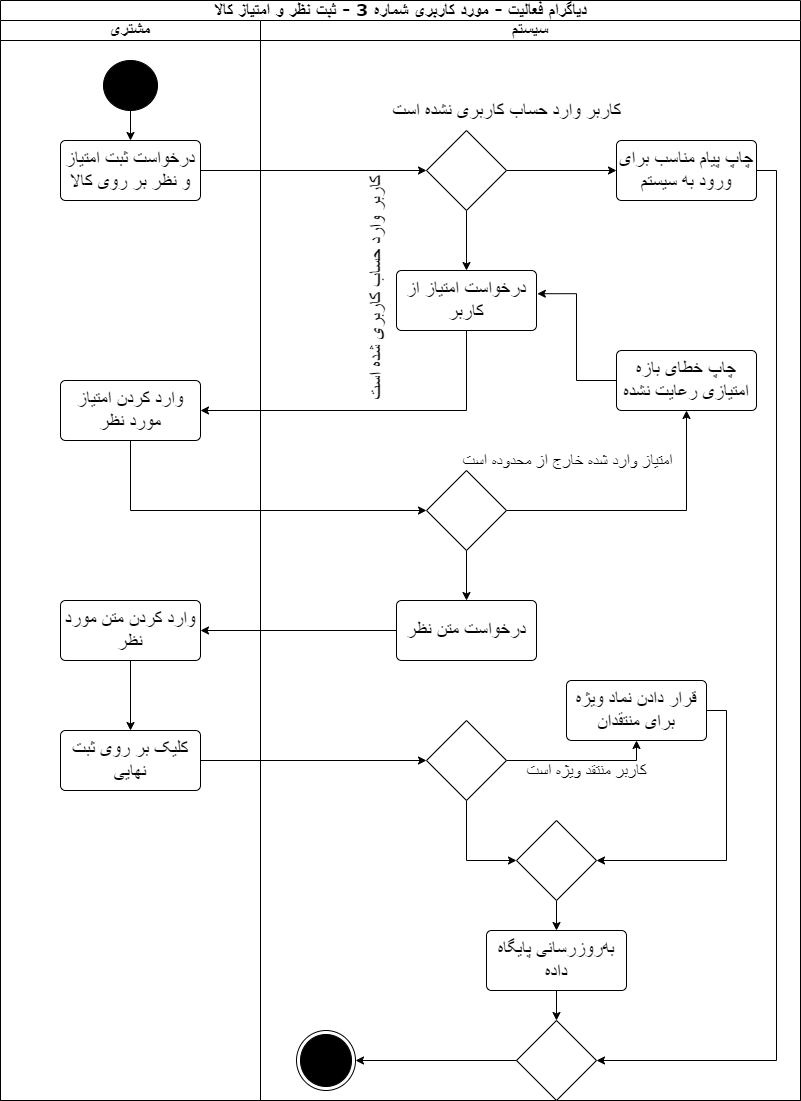 دیاگرام فعالیت - مورد کاربری شماره 3 - ثبت نظر و امتیاز کالا
مشتری
سیستم
کاربر وارد حساب کاربری نشده است
درخواست ثبت امتیاز
و نظر بر روی کالا
چاپ پیام مناسب برای
ورود به سیستم
کاربر وارد حساب کاربری شده است
درخواست امتیاز از
کاربر
چاپ خطای بازه
امتیازی رعایت نشده
وارد کردن امتیاز
مورد نظر
امتیاز وارد شده خارج از محدوده است
درخواست متن نظر
وارد کردن متن مورد
نظر
قرار دادن نماد ویژه
برای منتقدان
کلیک بر روی ثبت
نهایی
کاربر منتقد ویژه است
به‌روزرسانی پایگاه
داده